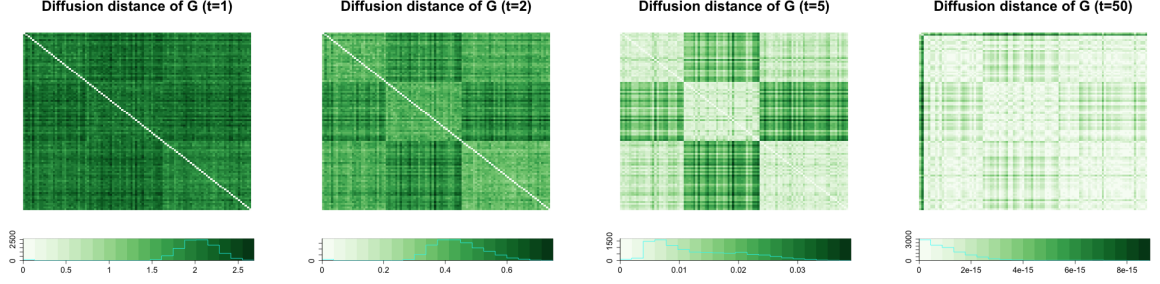 Diffusion distance of G (t=1)
Diffusion distance of G (t=2)
Diffusion distance of G (t=5)
Diffusion distance of G (t=50)
0 2500
0 0.5 1 1.5 2 2.5
0
0 0.2 0.4 0.6
0 1500
0 0.01 0.02 0.03
0 3000
0 2e-15 4e-15 6e-15 8e-15